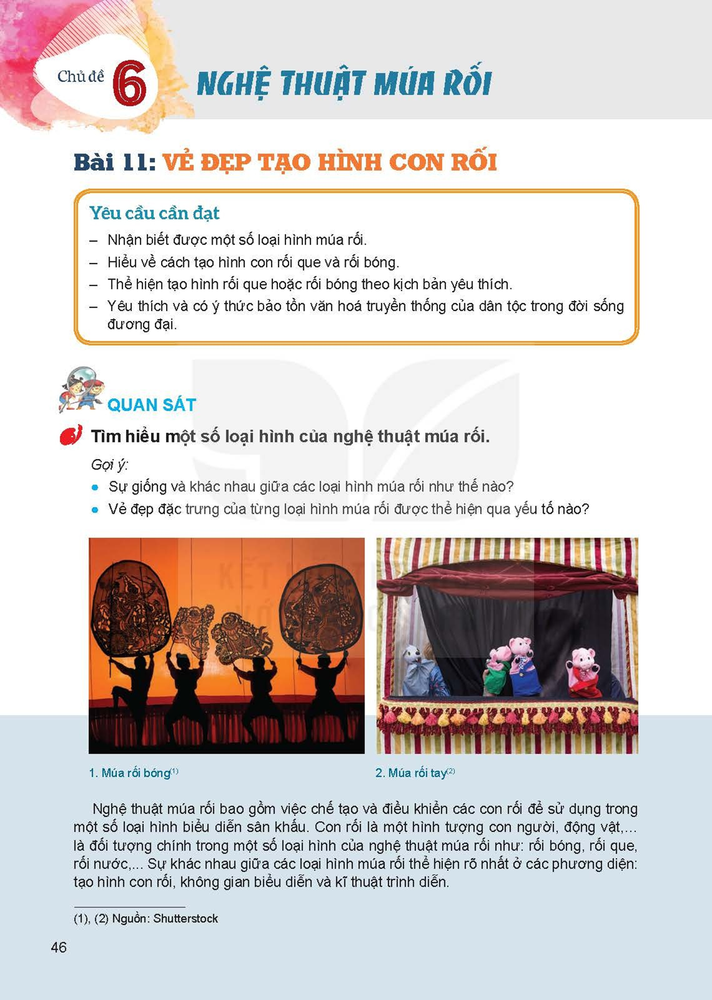 Chủ đề 6
NGHỆ THUẬT MÚA RỐI
Bài 11: VẺ ĐẸP TẠO HÌNH CON RỐI
Yêu cầu cần đạt
– Nhận biết được một số loại hình múa rối.
– Hiểu về cách tạo hình con rối que và rối bóng.
– Thể hiện tạo hình rối que hoặc rối bóng theo kịch bản yêu thích.
– Yêu thích và có ý thức bảo tồn văn hoá truyền thống của dân tộc trong đời sống
đương đại.
QUAN SÁT
Tìm hiểu một số loại hình của nghệ thuật múa rối.
Gợi ý:
• Sự giống và khác nhau giữa các loại hình múa rối như thế nào?
• Vẻ đẹp đặc trưng của từng loại hình múa rối được thể hiện qua yếu tố nào?
1. Múa rối bóng(1)
2. Múa rối tay(2)
Nghệ thuật múa rối bao gồm việc chế tạo và điều khiển các con rối để sử dụng trong
một số loại hình biểu diễn sân khấu. Con rối là một hình tượng con người, động vật,...
là đối tượng chính trong một số loại hình của nghệ thuật múa rối như: rối bóng, rối que,
rối nước,... Sự khác nhau giữa các loại hình múa rối thể hiện rõ nhất ở các phương diện:
tạo hình con rối, không gian biểu diễn và kĩ thuật trình diễn.
(1), (2) Nguồn: Shutterstock
46